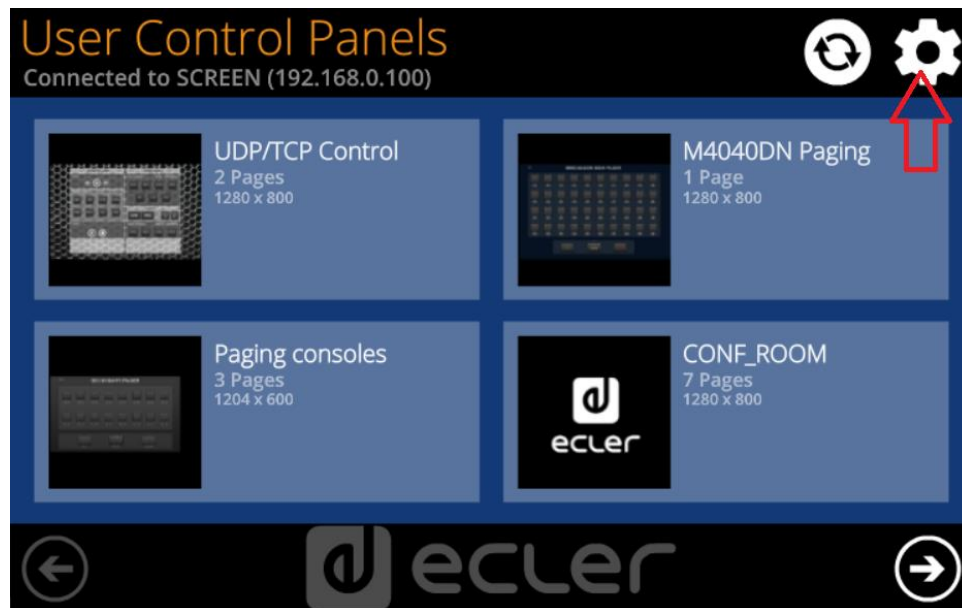 User Control Panels
Connected to SCREEN (192.168.0.100)
UDP/TCP Control
2 Pages
1280 x 800
M4040DN Paging
1 Page
1280 x 800
Paging consoles
3 Pages
1204 x 600
CONF_ROOM
7 Pages
1280 x 800
ecler
ecler